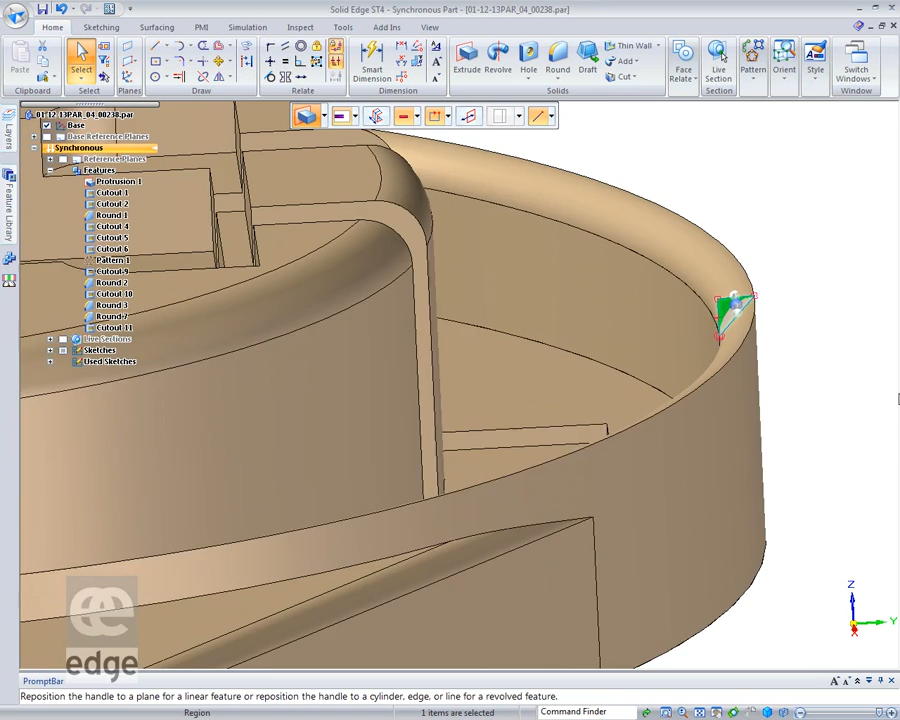 Solid Edge ST4 - Synchronous Part - [01-12-13PAR_04_00238.par]
Home Sketching Surfacing PMI Simulation Inspect Tools Add Ins View
Paste Select Smart Dimension Extrude Revolve Hole Round Draft Thin Wall Add Cut Face Relate Live Section Pattern Orient Style Switch Windows
Clipboard Select Planes Draw Relate Dimension Solids Section Window
Layers
Feature Library
01-12-13PAR_04_00238.par
Base
Base Reference Planes
Synchronous
Reference Planes
Features
Protrusion 1
Cutout 1
Cutout 2
Round 1
Cutout 4
Cutout 5
Cutout 6
Pattern 1
Cutout 9
Round 2
Cutout 10
Round 3
Round 7
Cutout 11
Live Sections
Sketches
Used Sketches
Z
Y
X
edge
PromptBar
Reposition the handle to a plane for a linear feature or reposition the handle to a cylinder, edge, or line for a revolved feature.
Region 1 items are selected Command Finder